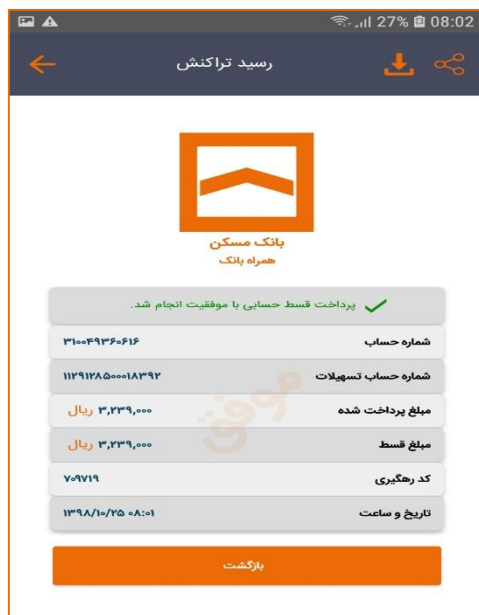 27% 08:02
رسید تراکنش
بانک مسکن
همراه بانک
پرداخت قسط حسابی با موفقیت انجام شد.
شماره حساب ۳۱۰۰۴۹۳۶۰۶۱۶
شماره حساب تسهیلات ۱۱۲۹۱۲۸۵۰۰۰۱۸۳۹۲
مبلغ پرداخت شده ۳,۲۳۹,۰۰۰ ریال
مبلغ قسط ۳,۲۳۹,۰۰۰ ریال
موفق
کد رهگیری ۷۰۹۷۱۹
تاریخ و ساعت ۱۳۹۸/۱۰/۲۵ ۰۸:۰۱
بازگشت